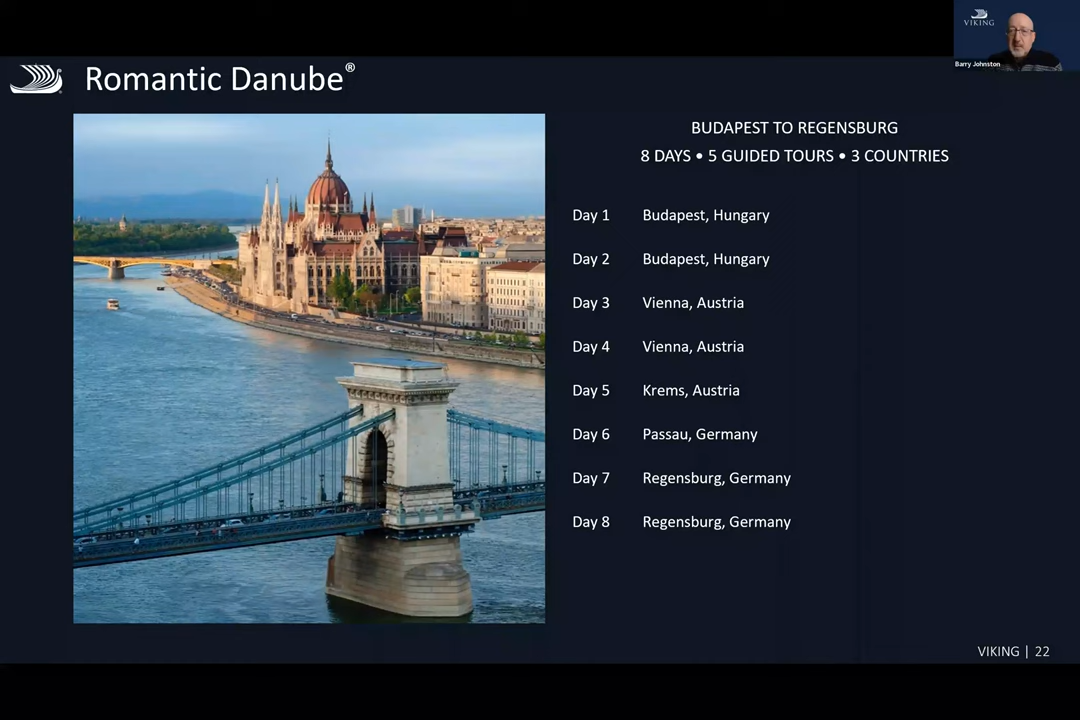 VIKING
Barry Johnston
Romantic Danube®
BUDAPEST TO REGENSBURG
8 DAYS • 5 GUIDED TOURS • 3 COUNTRIES
Day 1 Budapest, Hungary
Day 2 Budapest, Hungary
Day 3 Vienna, Austria
Day 4 Vienna, Austria
Day 5 Krems, Austria
Day 6 Passau, Germany
Day 7 Regensburg, Germany
Day 8 Regensburg, Germany
VIKING | 22